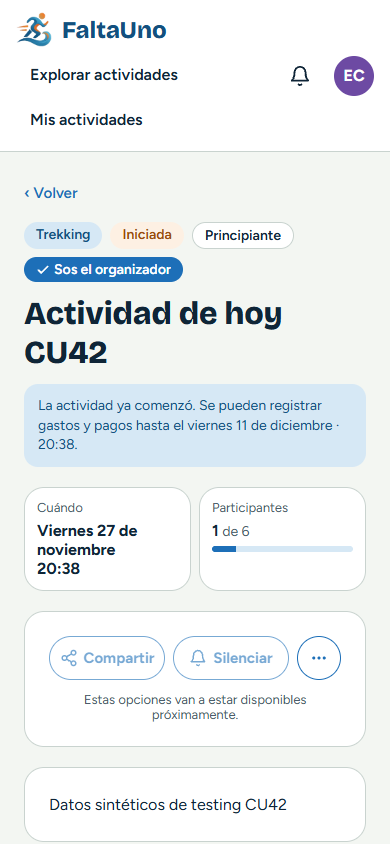 FaltaUno
Explorar actividades
EC
Mis actividades
‹ Volver
Trekking
Iniciada
Principiante
Sos el organizador
Actividad de hoy
CU42
La actividad ya comenzó. Se pueden registrar
gastos y pagos hasta el viernes 11 de diciembre ·
20:38.
Cuándo
Viernes 27 de
noviembre
20:38
Participantes
1 de 6
Compartir
Silenciar
···
Estas opciones van a estar disponibles
próximamente.
Datos sintéticos de testing CU42